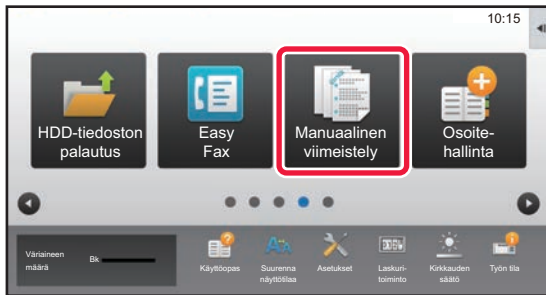 10:15
HDD-tiedoston
palautus
Easy
Fax
Manuaalinen
viimeistely
Osoite-
hallinta
Väriaineen
määrä
Bk
Käyttöopas
Suurenna
näyttötilaa
Asetukset
Laskuri-
toiminto
Kirkkauden
säätö
Työn tila